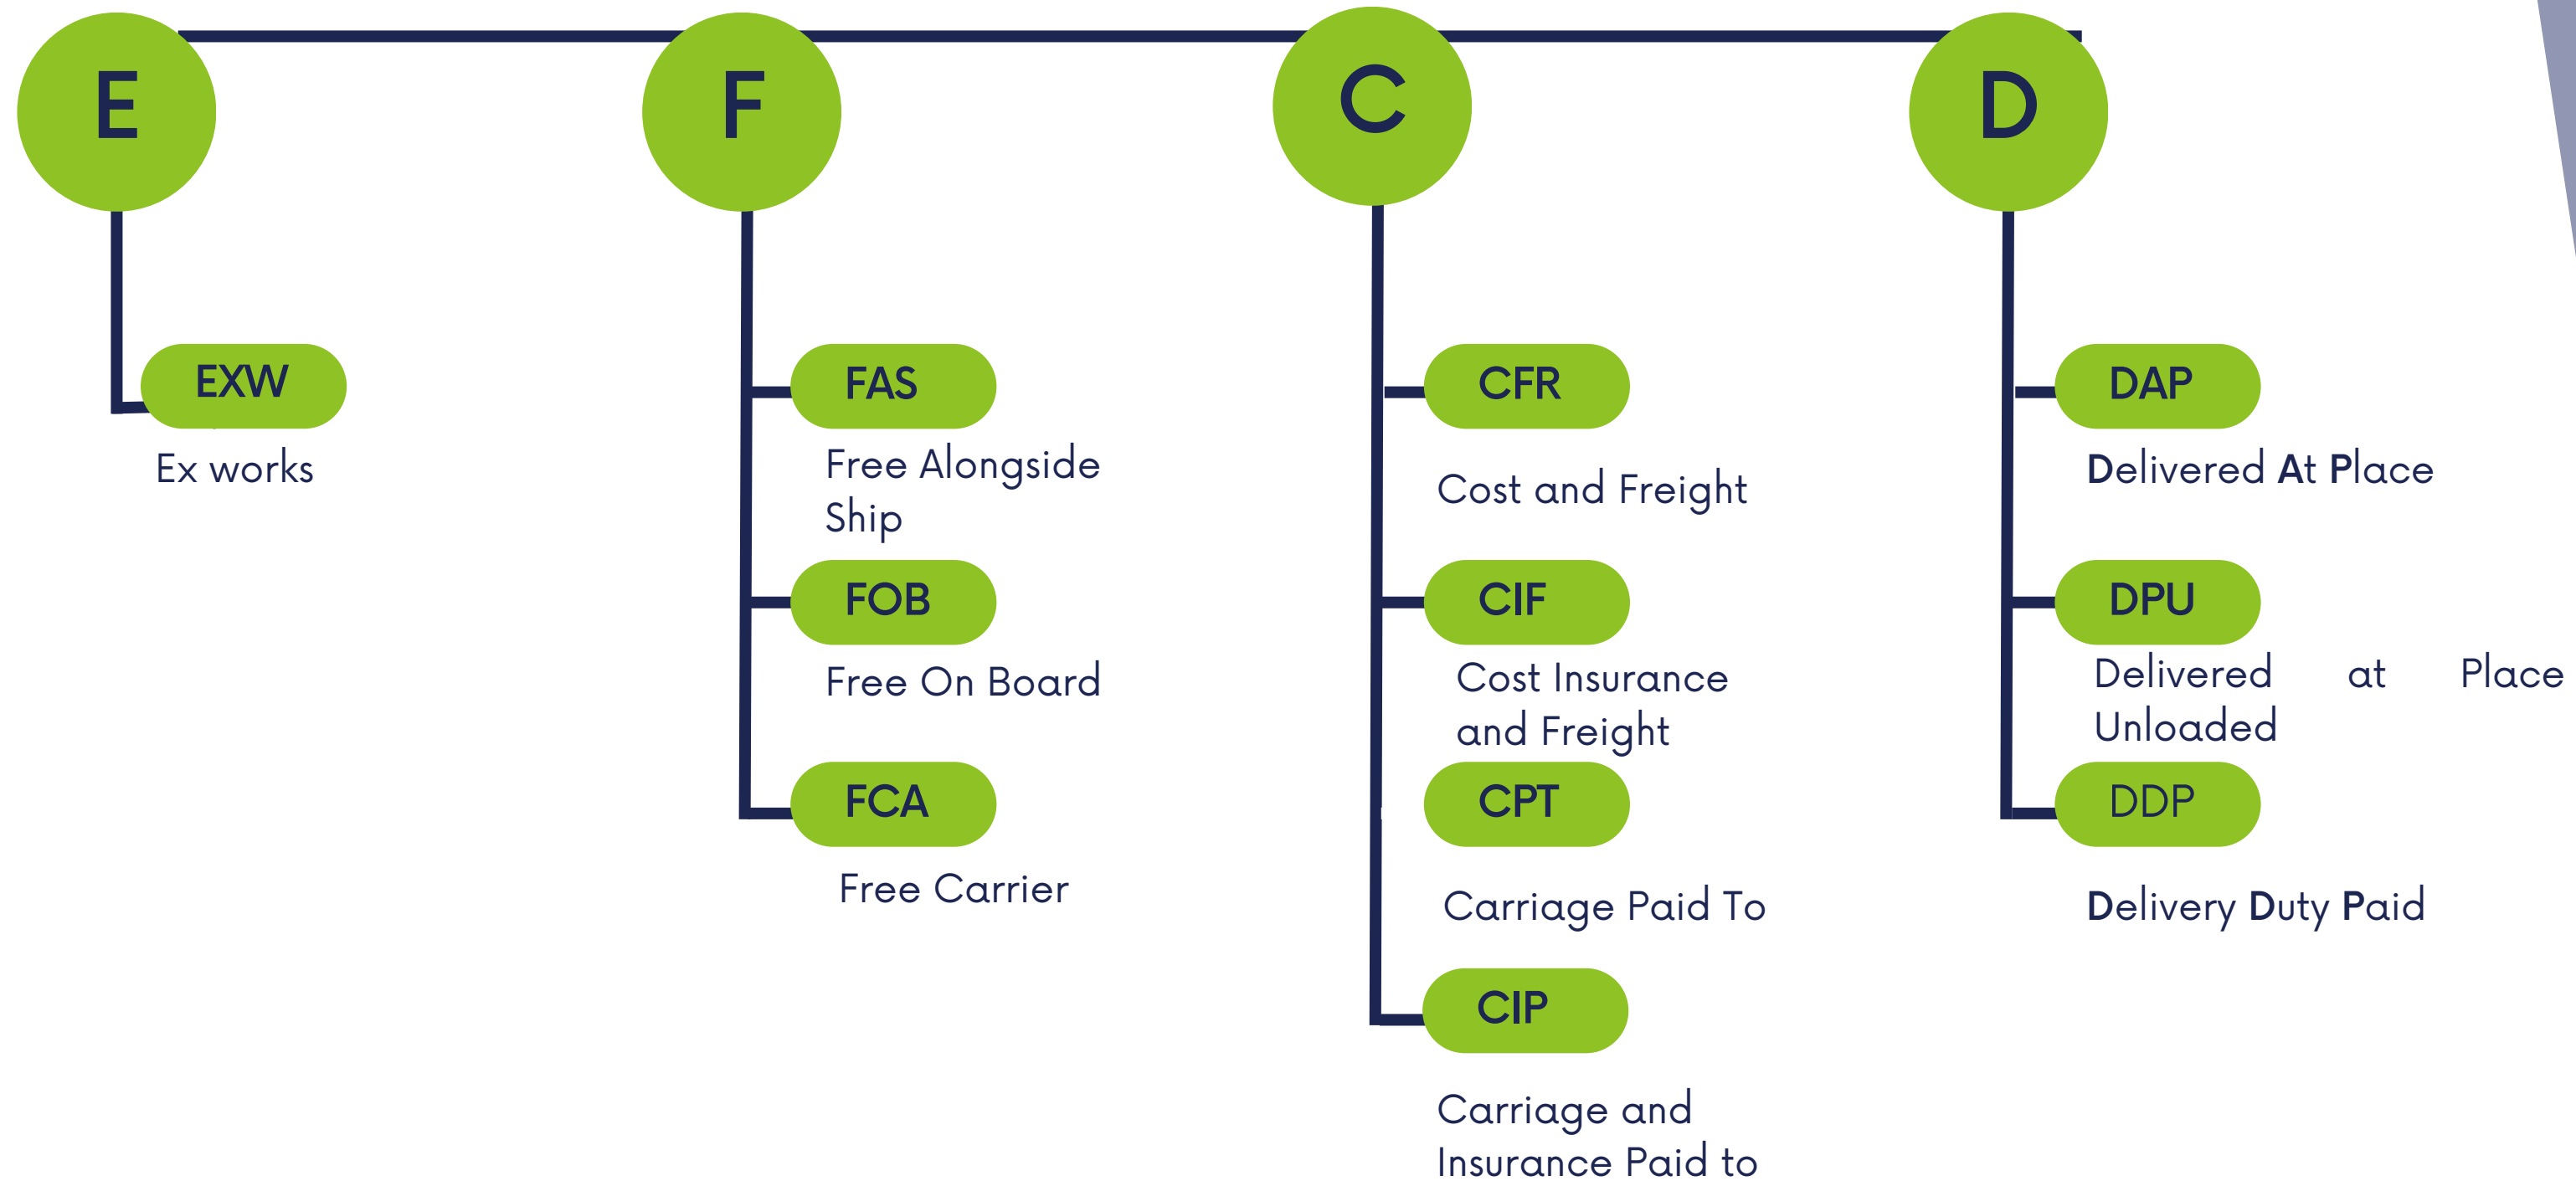 E
EXW
Ex works
F
FAS
Free Alongside
Ship
FOB
Free On Board
FCA
Free Carrier
C
CFR
Cost and Freight
CIF
Cost Insurance
and Freight
CPT
Carriage Paid To
CIP
Carriage and
Insurance Paid to
D
DAP
Delivered At Place
DPU
Delivered at Place
Unloaded
DDP
Delivery Duty Paid